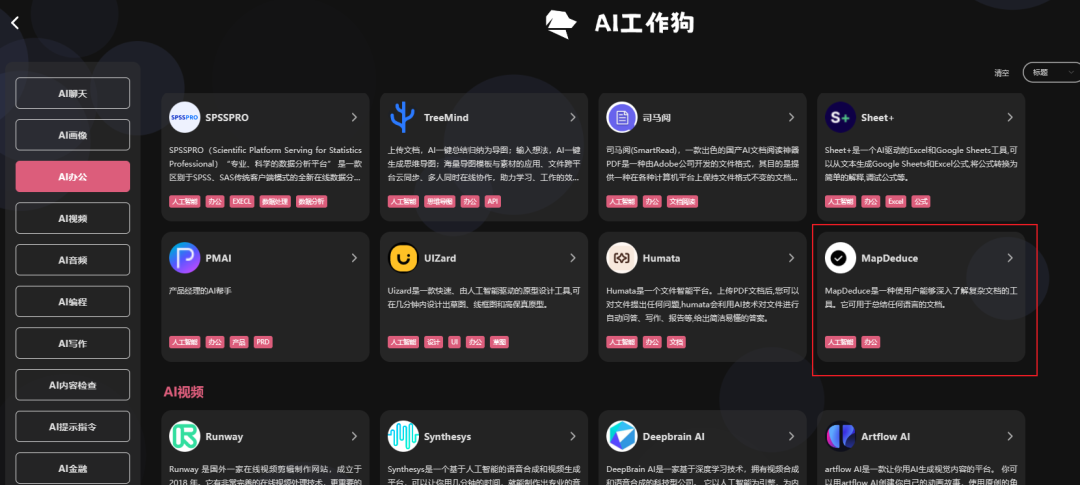 AI工作狗
清空
标题
AI聊天
AI画像
AI办公
AI视频
AI音频
AI编程
AI写作
AI内容检查
AI提示指令
AI金融
SPSSPRO
SPSSPRO
SPSSPRO（Scientific Platform Serving for Statistics
Professional）“专业、科学的数据分析平台” 是一款
区别于SPSS、SAS传统客户端模式的全新在线数据分...
人工智能 办公 EXECL 数据处理 数据分析
TreeMind
上传文档，AI一键总结归纳为导图；输入想法，AI一键
生成思维导图；海量导图模板与素材的应用、文件跨平
台云同步、多人同时在线协作，助力学习、工作的效...
人工智能 思维导图 办公 API
司马阅
司马阅(SmartRead)，一款出色的国产AI文档阅读神器
PDF是一种由Adobe公司开发的文件格式，其目的是提
供一种在各种计算机平台上保持文件格式不变的文档...
人工智能 办公 文档阅读
S+
Sheet+
Sheet+是一个AI驱动的Excel和Google Sheets工具,可
以从文本生成Google Sheets和Excel公式,将公式转换为
简单的解释,调试公式等。
人工智能 办公 Excel 公式
PMAI
产品经理的AI帮手
人工智能 办公 产品 PRD
UIZard
Uizard是一款快速、由人工智能驱动的原型设计工具,可
在几分钟内设计出草图、线框图和高保真原型。
人工智能 设计 UI 办公 草图
Humata
Humata是一个文件智能平台。上传PDF文档后,您可以
对文件提出任何问题,humata会利用AI技术对文件进行
自动问答、写作、报告等,给出简洁易懂的答案。
人工智能 办公 文档
MapDeduce
MapDeduce是一种使用户能够深入了解复杂文档的工
具。它可用于总结任何语言的文档。
人工智能 办公
AI视频
Runway
Runway 是国外一家在线视频剪辑制作网站，成立于
2018 年。它有非常完善的在线视频处理技术，更重要的
Synthesys
Synthesys是一个基于人工智能的语音合成和视频生成
平台，可以让你用几分钟的时间，就能制作出专业的音
Deepbrain AI
DeepBrain AI是一家基于深度学习技术，拥有视频合成
和语音合成的科技型公司。 它以人工智能为引擎，为内
Artflow AI
artflow AI是一款让你用AI生成视觉内容的平台。 你可
以用artflow AI创建你自己的动画故事，使用原创的角